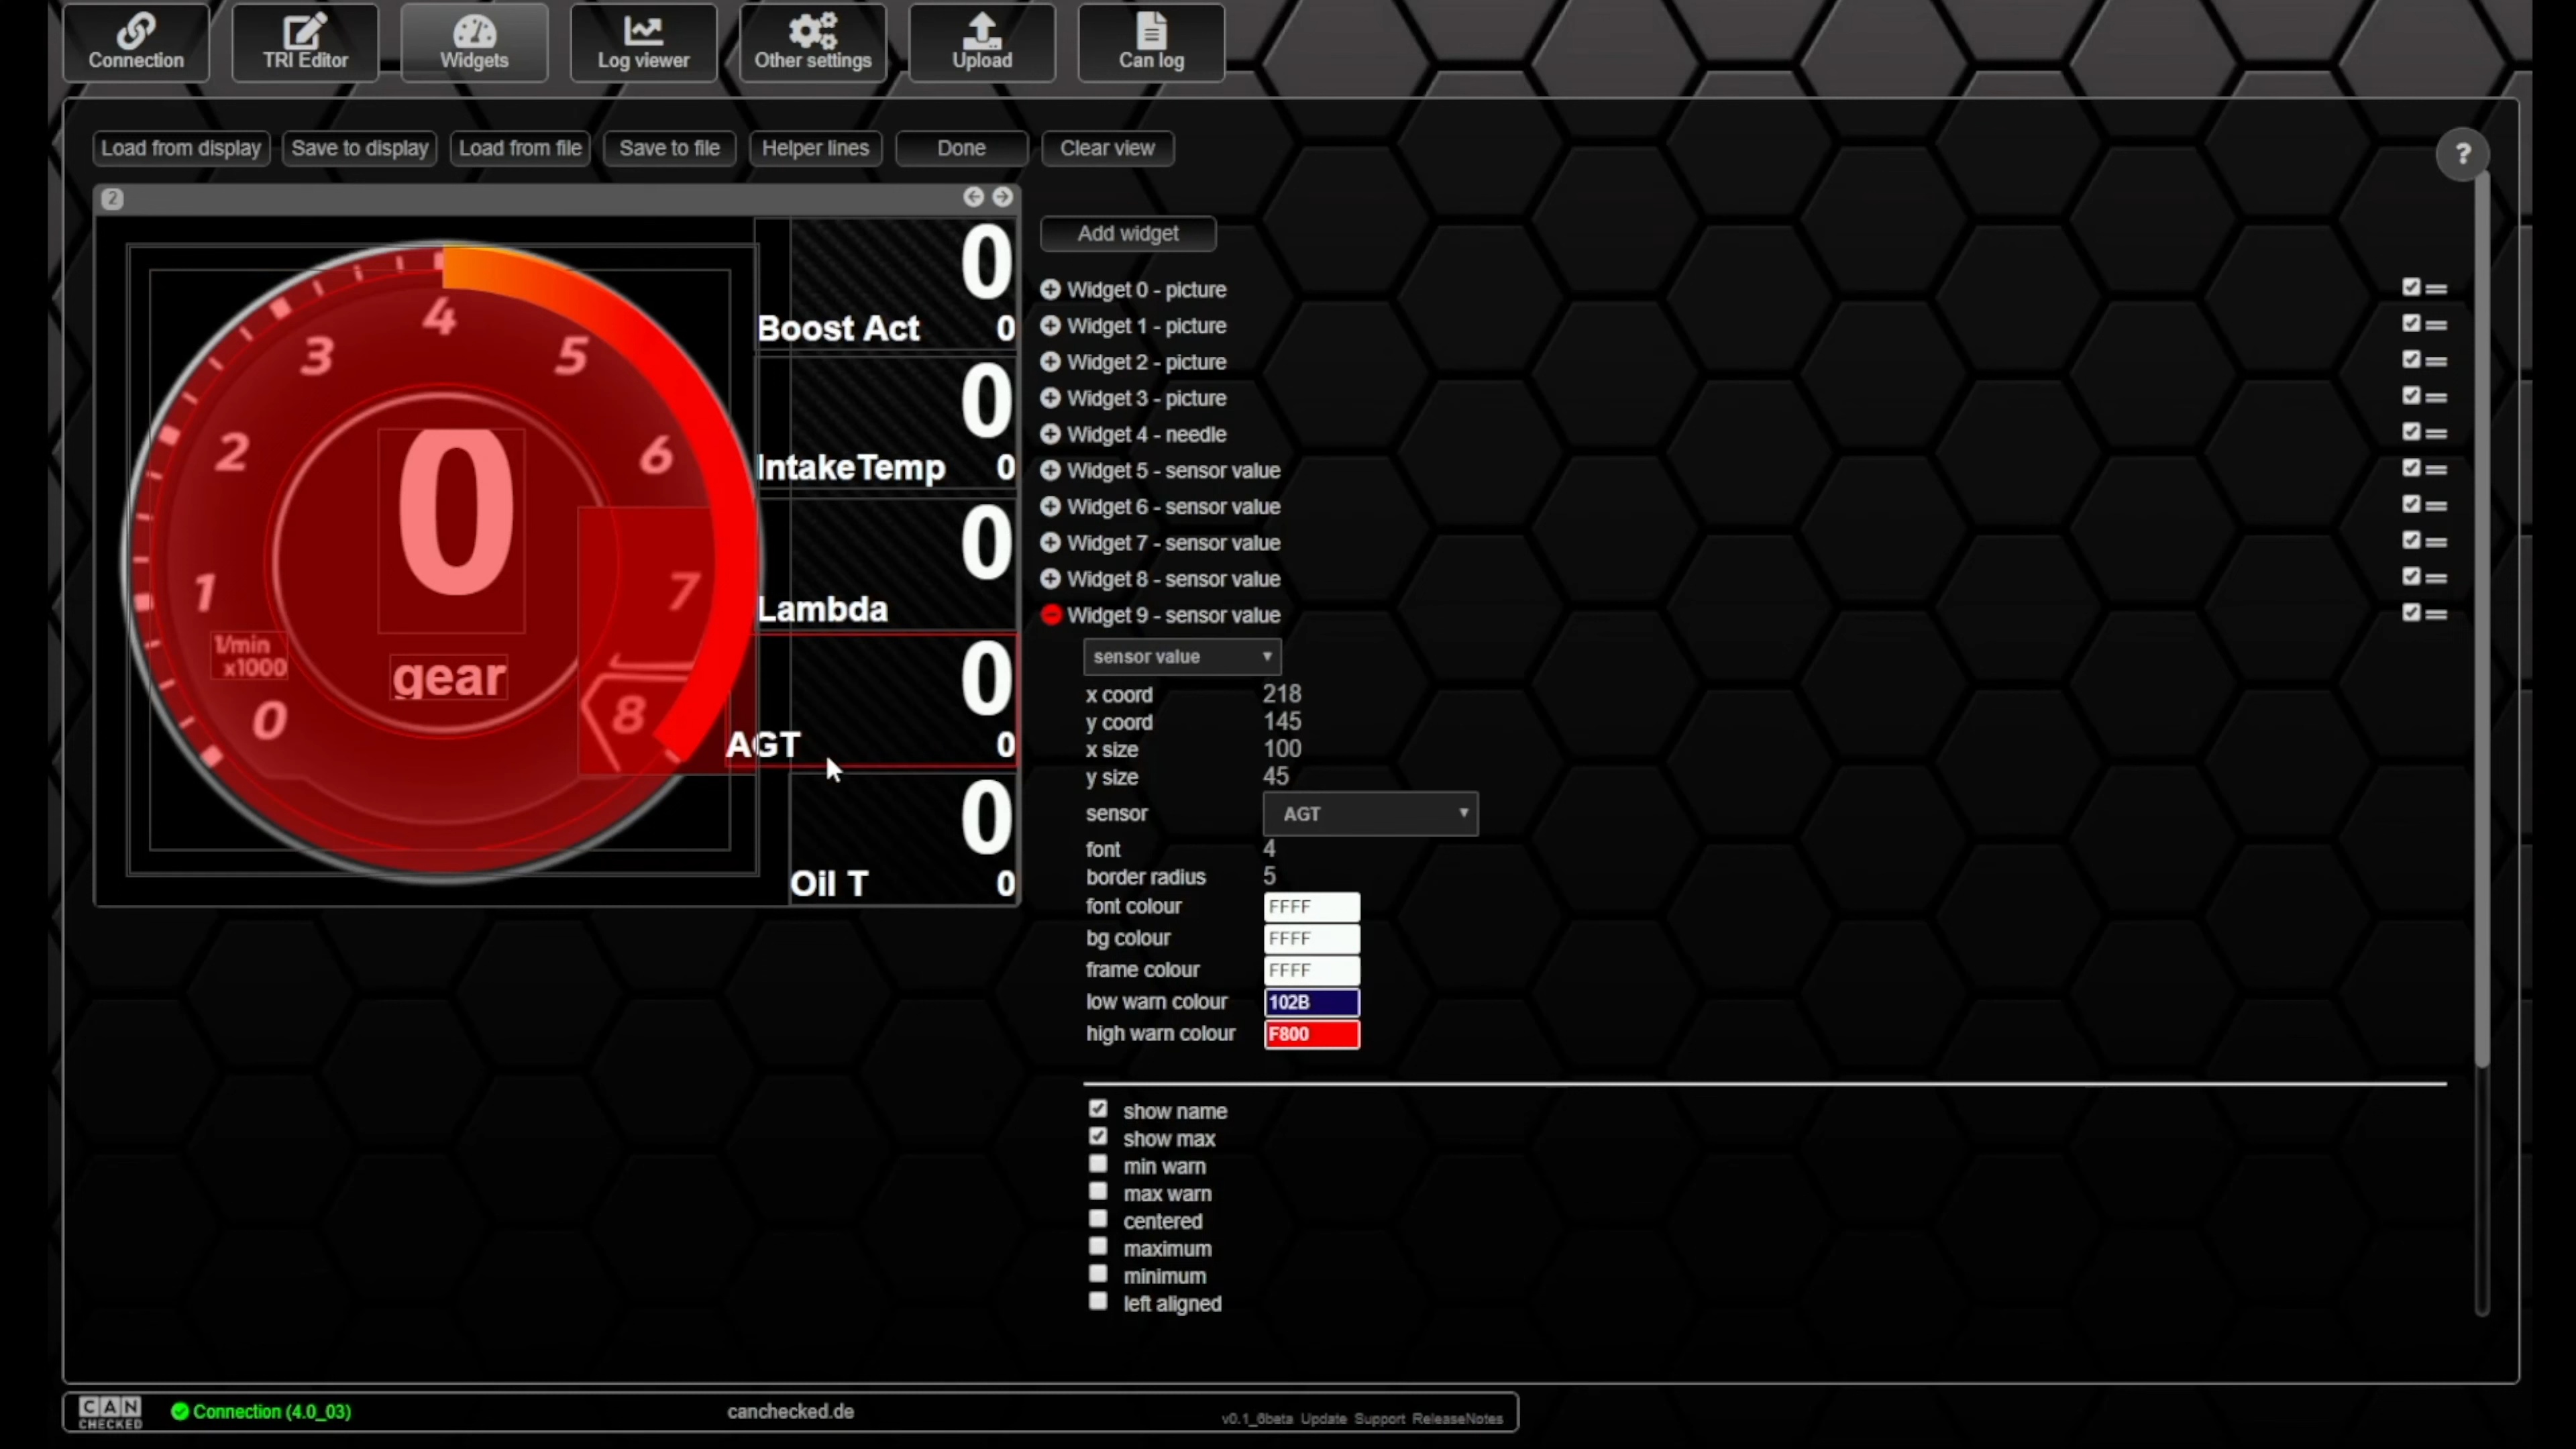 Connection TRI Editor Widgets Log viewer Other settings Upload Can log
Load from display Save to display Load from file Save to file Helper lines Done Clear view
?
2
0
Boost Act 0
0
IntakeTemp 0
0
Lambda
0
AGT 0
0
Oil T 0
4
3 5
2 6
0
1 7
1/min
x1000
gear
0 8
Add widget
Widget 0 - picture
Widget 1 - picture
Widget 2 - picture
Widget 3 - picture
Widget 4 - needle
Widget 5 - sensor value
Widget 6 - sensor value
Widget 7 - sensor value
Widget 8 - sensor value
Widget 9 - sensor value
sensor value
x coord 218
y coord 145
x size 100
y size 45
sensor AGT
font 4
border radius 5
font colour FFFF
bg colour FFFF
frame colour FFFF
low warn colour 102B
high warn colour F800
show name
show max
min warn
max warn
centered
maximum
minimum
left aligned
CAN
CHECKED
Connection (4.0_03)
canchecked.de
v0.1_6beta Update Support ReleaseNotes